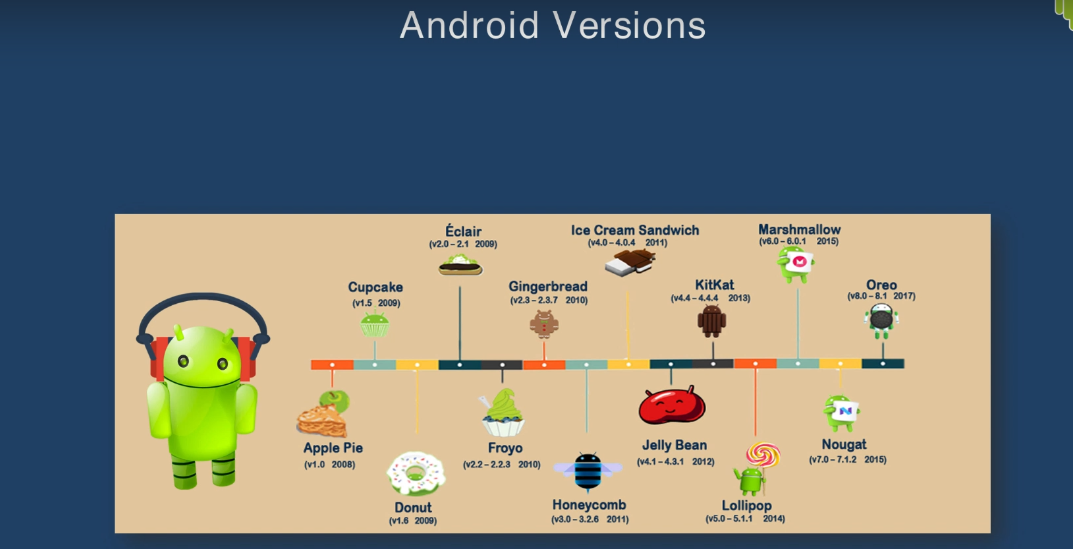 Android Versions
Éclair
(v2.0 – 2.1 2009)
Ice Cream Sandwich
(v4.0 – 4.0.4 2011)
Marshmallow
(v6.0 – 6.0.1 2015)
Cupcake
(v1.5 2009)
Gingerbread
(v2.3 – 2.3.7 2010)
KitKat
(v4.4 – 4.4.4 2013)
Oreo
(v8.0 – 8.1 2017)
Apple Pie
(v1.0 2008)
Froyo
(v2.2 – 2.2.3 2010)
Jelly Bean
(v4.1 – 4.3.1 2012)
Nougat
(v7.0 – 7.1.2 2015)
Donut
(v1.6 2009)
Honeycomb
(v3.0 – 3.2.6 2011)
Lollipop
(v5.0 – 5.1.1 2014)